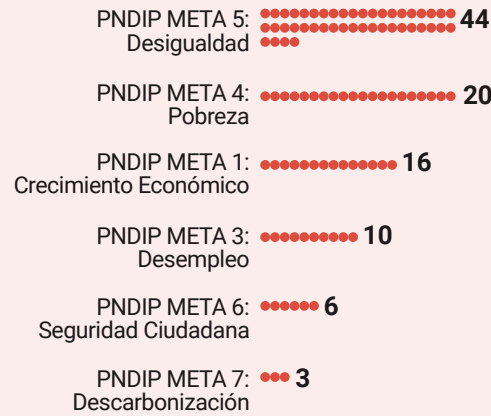 PNDIP META 5: 44
Desigualdad
PNDIP META 4: 20
Pobreza
PNDIP META 1: 16
Crecimiento Económico
PNDIP META 3: 10
Desempleo
PNDIP META 6: 6
Seguridad Ciudadana
PNDIP META 7: 3
Descarbonización